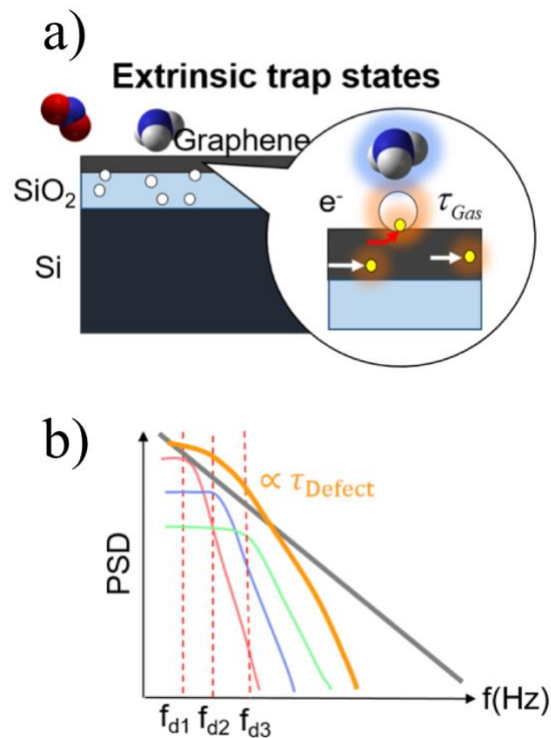 a)
Extrinsic trap states
Graphene
SiO2
e-
τGas
Si
b)
∝ τDefect
PSD
f(Hz)
fd1 fd2 fd3